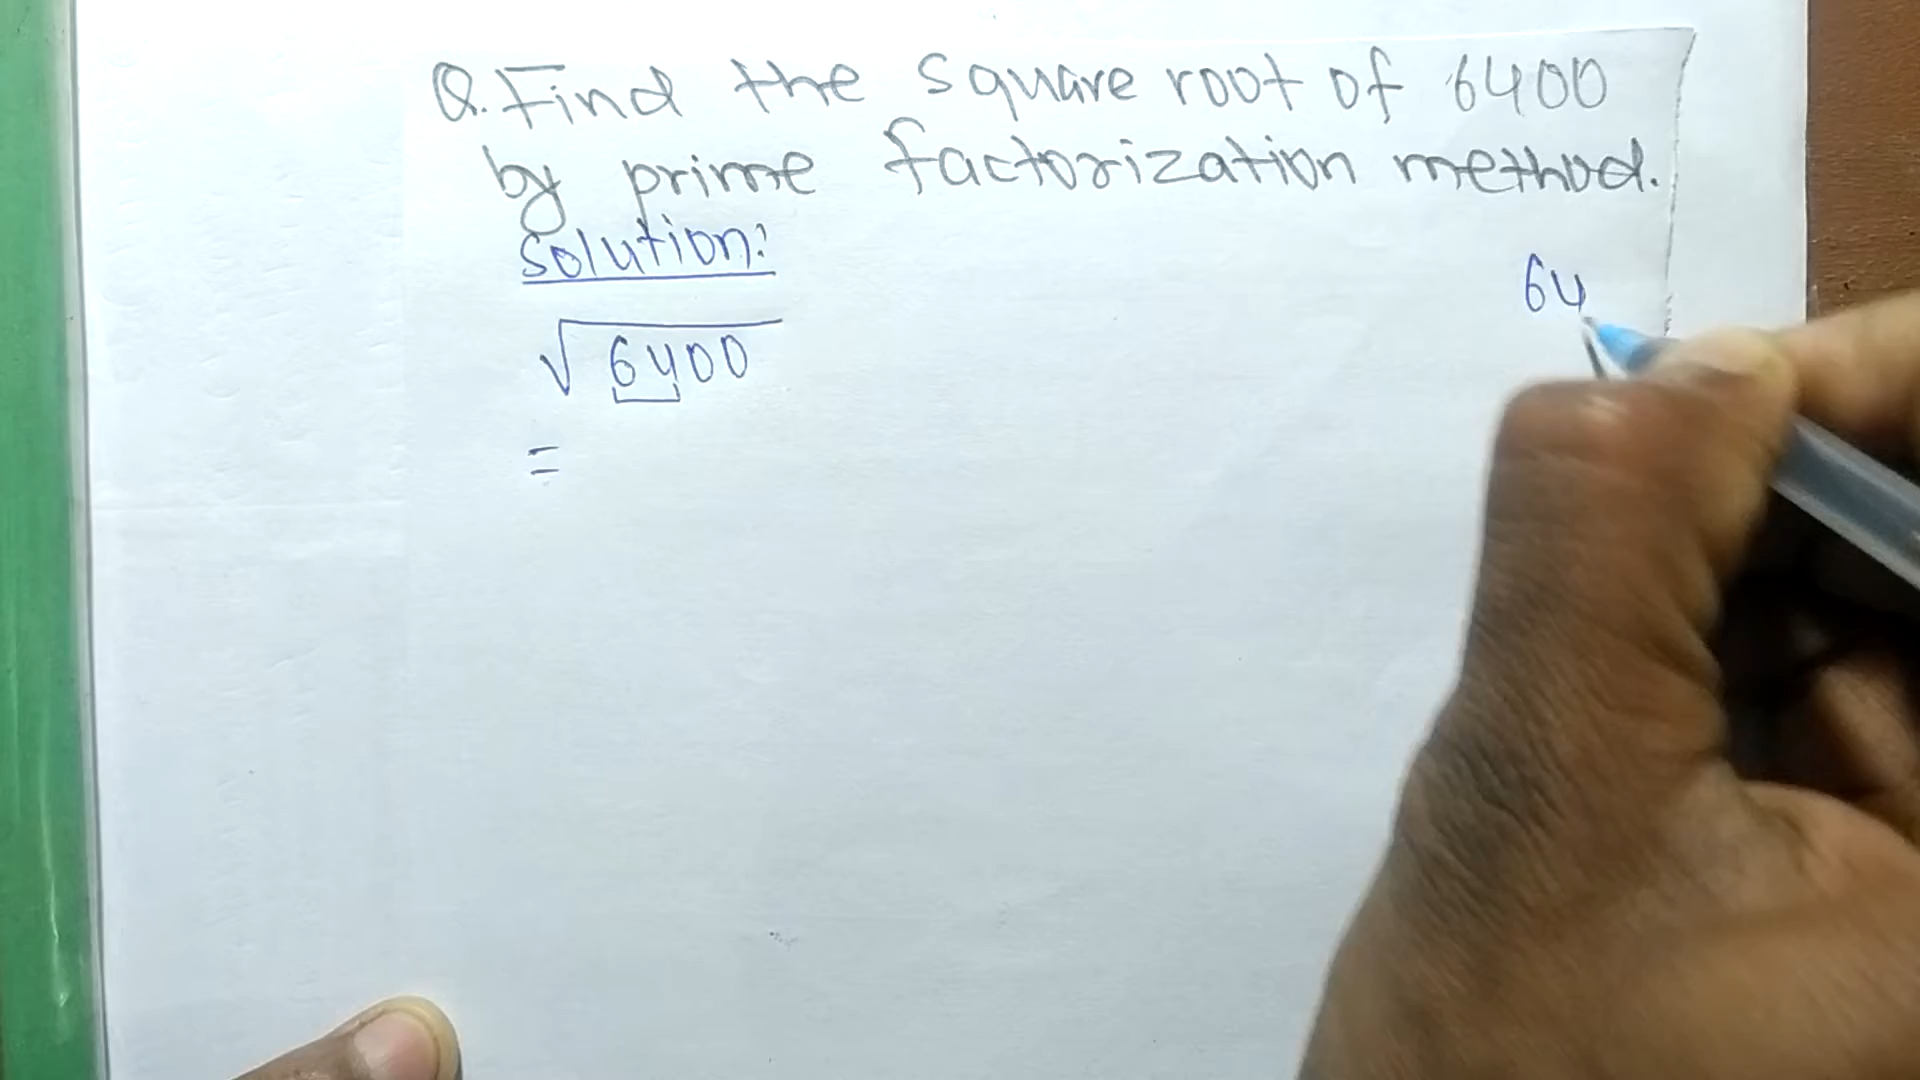 Q. Find the square root of 6400
by prime factorization method.
Solution:
64
√6400
=